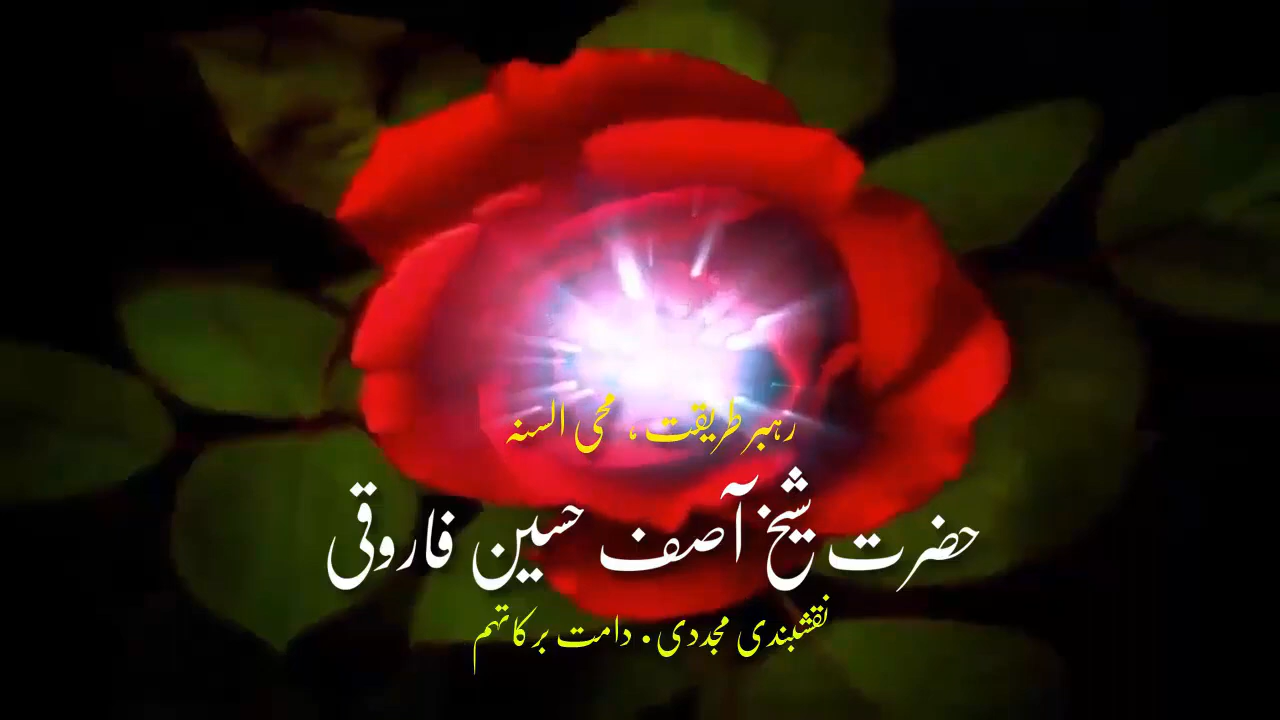 رہبر طریقت، محی السنہ
حضرت شیخ آصف حسین فاروقی
نقشبندی مجددی۔ دامت برکاتہم